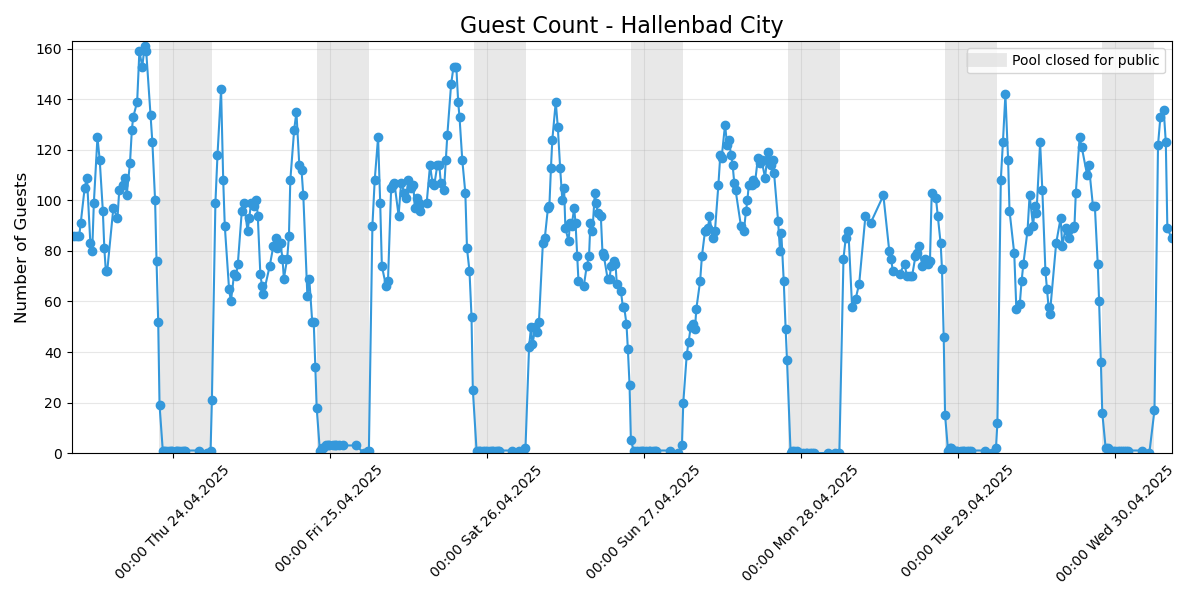 Guest Count - Hallenbad City
Number of Guests
160
140
120
100
80
60
40
20
0
Pool closed for public
00:00 Thu 24.04.2025
00:00 Fri 25.04.2025
00:00 Sat 26.04.2025
00:00 Sun 27.04.2025
00:00 Mon 28.04.2025
00:00 Tue 29.04.2025
00:00 Wed 30.04.2025